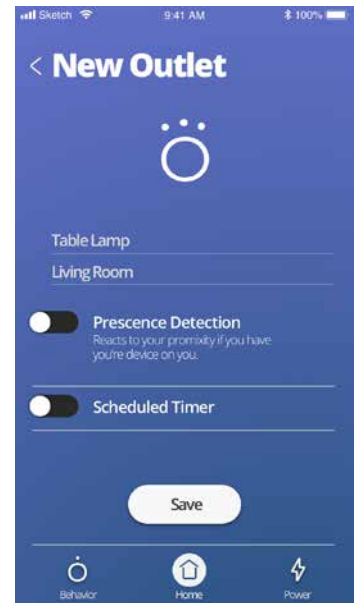 Sketch 9:41 AM 100%
< New Outlet
Table Lamp
Living Room
Prescence Detection
Reacts to your promixity if you have
you're device on you.
Scheduled Timer
Save
Behavior Home Power